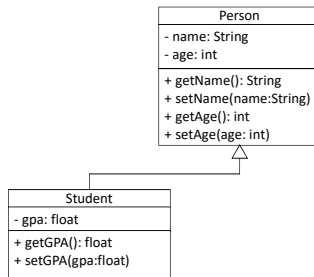 Person
- name: String
- age: int
+ getName(): String
+ setName(name:String)
+ getAge(): int
+ setAge(age: int)
Student
- gpa: float
+ getGPA(): float
+ setGPA(gpa:float)